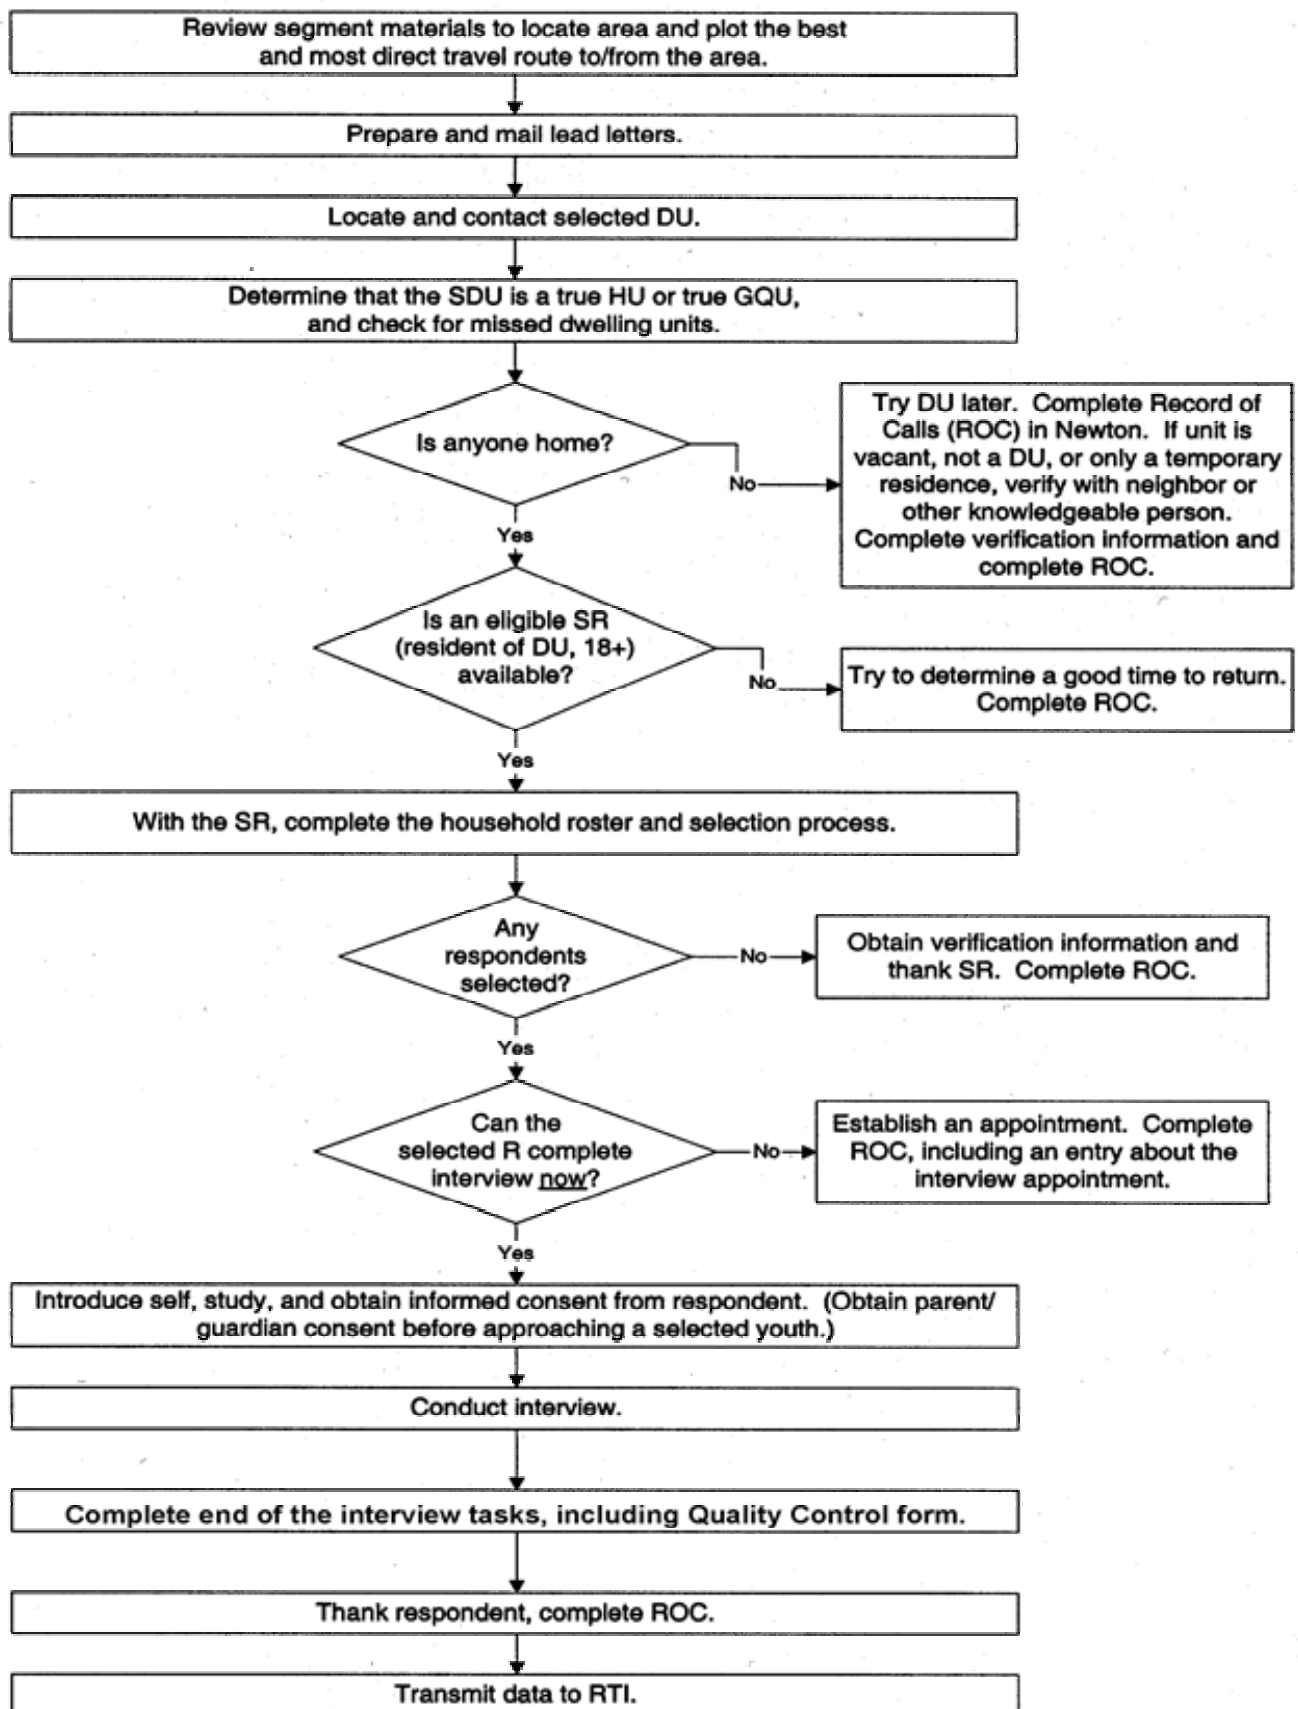 Review segment materials to locate area and plot the best
and most direct travel route to/from the area.
Prepare and mail lead letters.
Locate and contact selected DU.
Determine that the SDU is a true HU or true GQU,
and check for missed dwelling units.
Is anyone home?
No
Try DU later. Complete Record of
Calls (ROC) in Newton. If unit is
vacant, not a DU, or only a temporary
residence, verify with neighbor or
other knowledgeable person.
Complete verification information and
complete ROC.
Yes
Is an eligible SR
(resident of DU, 18+)
available?
No
Try to determine a good time to return.
Complete ROC.
Yes
With the SR, complete the household roster and selection process.
Any
respondents
selected?
No
Obtain verification information and
thank SR. Complete ROC.
Yes
Can the
selected R complete
interview now?
No
Establish an appointment. Complete
ROC, including an entry about the
interview appointment.
Yes
Introduce self, study, and obtain informed consent from respondent. (Obtain parent/
guardian consent before approaching a selected youth.)
Conduct interview.
Complete end of the interview tasks, including Quality Control form.
Thank respondent, complete ROC.
Transmit data to RTI.